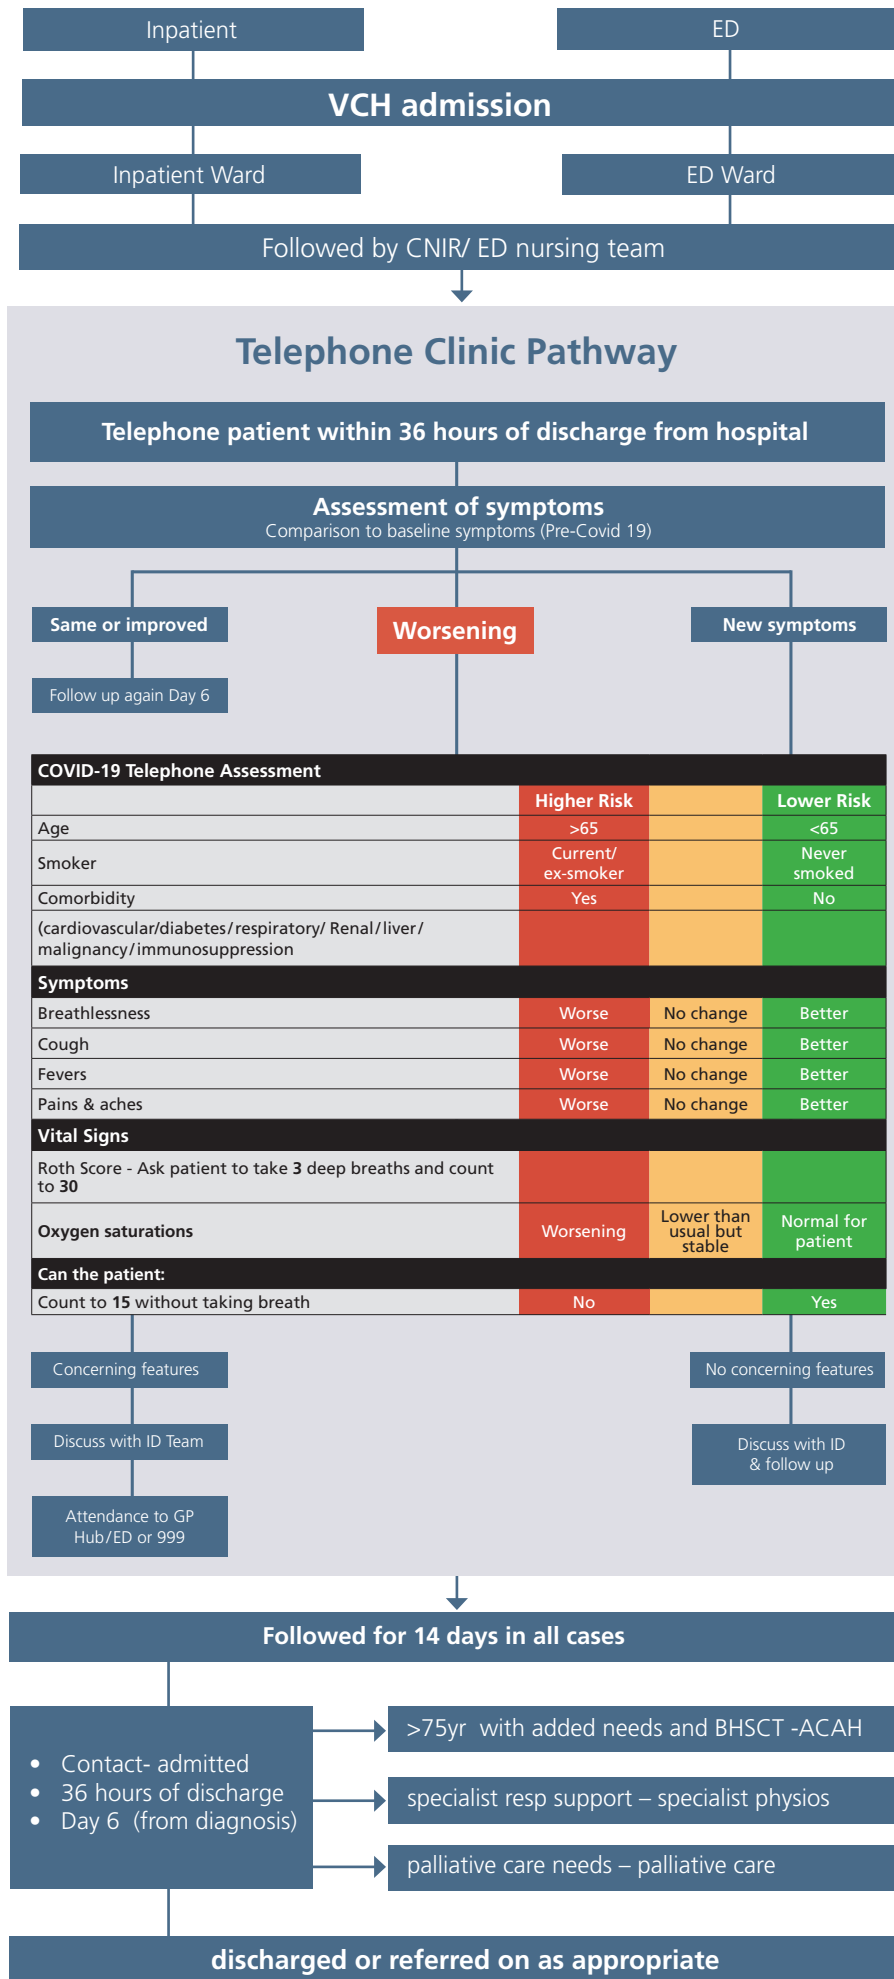 Inpatient
ED
VCH admission
Inpatient Ward
ED Ward
Followed by CNIR/ ED nursing team
Telephone Clinic Pathway
Telephone patient within 36 hours of discharge from hospital
Assessment of symptoms
Comparison to baseline symptoms (Pre-Covid 19)
Same or improved
Worsening
New symptoms
Follow up again Day 6
COVID-19 Telephone Assessment
Higher Risk
Lower Risk
Age
>65
<65
Smoker
Current/
ex-smoker
Never
smoked
Comorbidity
Yes
No
(cardiovascular/diabetes/respiratory/ Renal/liver/
malignancy/immunosuppression
Symptoms
Breathlessness
Worse
No change
Better
Cough
Worse
No change
Better
Fevers
Worse
No change
Better
Pains & aches
Worse
No change
Better
Vital Signs
Roth Score - Ask patient to take 3 deep breaths and count
to 30
Oxygen saturations
Worsening
Lower than
usual but
stable
Normal for
patient
Can the patient:
Count to 15 without taking breath
No
Yes
Concerning features
No concerning features
Discuss with ID Team
Discuss with ID
& follow up
Attendance to GP
Hub/ED or 999
Followed for 14 days in all cases
• Contact- admitted
• 36 hours of discharge
• Day 6 (from diagnosis)
>75yr with added needs and BHSCT -ACAH
specialist resp support – specialist physios
palliative care needs – palliative care
discharged or referred on as appropriate